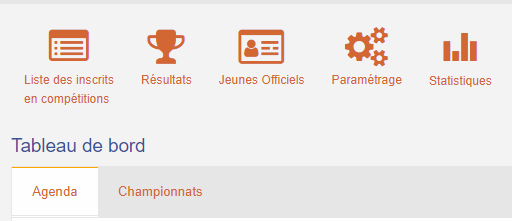 Liste des inscrits
en compétitions
Résultats
Jeunes Officiels
Paramétrage
Statistiques
Tableau de bord
Agenda
Championnats